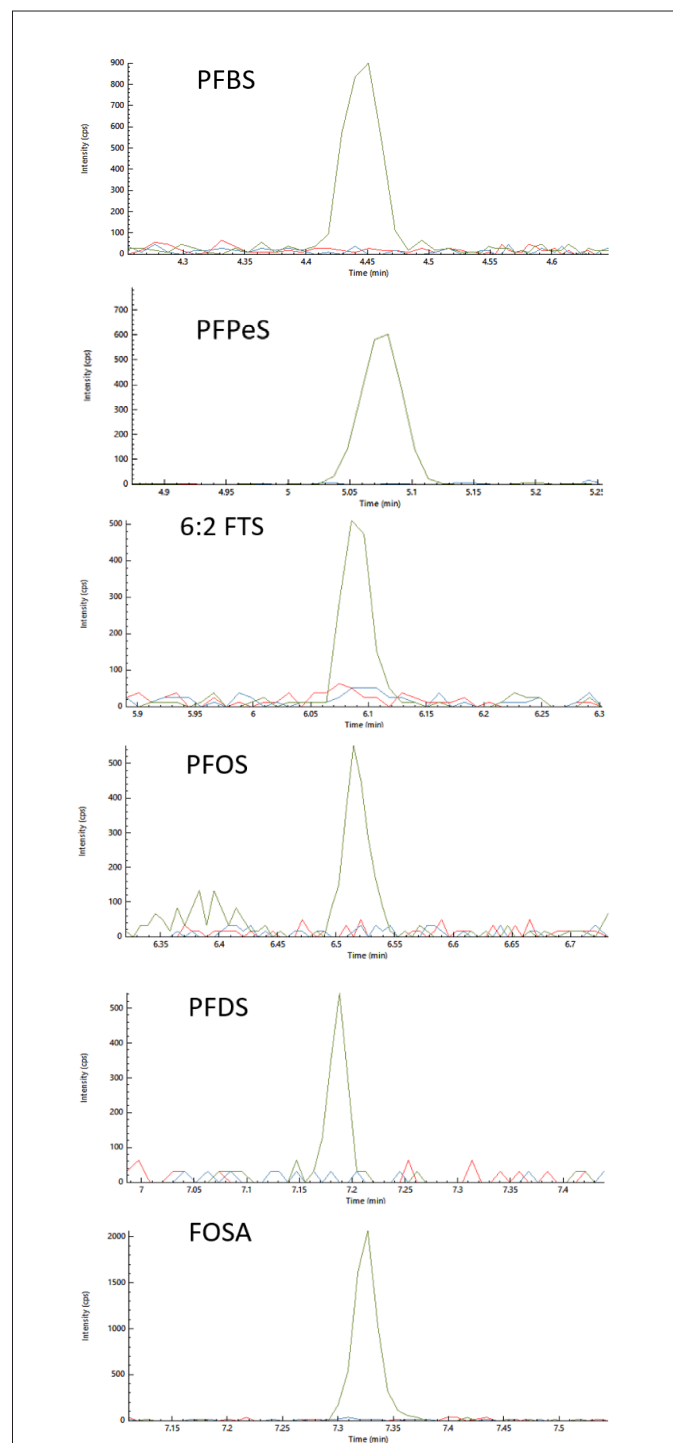 PFBS
900
800
700
600
500
400
300
200
100
0
Intensity (cps)
4.3 4.35 4.4 4.45 4.5 4.55 4.6
Time (min)
PFPeS
700
600
500
400
300
200
100
0
Intensity (cps)
4.9 4.95 5 5.05 5.1 5.15 5.2 5.25
Time (min)
6:2 FTS
500
400
300
200
100
0
Intensity (cps)
5.9 5.95 6 6.05 6.1 6.15 6.2 6.25 6.3
Time (min)
PFOS
500
400
300
200
100
0
Intensity (cps)
6.35 6.4 6.45 6.5 6.55 6.6 6.65 6.7
Time (min)
PFDS
500
400
300
200
100
0
Intensity (cps)
7 7.05 7.1 7.15 7.2 7.25 7.3 7.35 7.4
Time (min)
FOSA
2000
1500
1000
500
0
Intensity (cps)
7.15 7.2 7.25 7.3 7.35 7.4 7.45 7.5
Time (min)